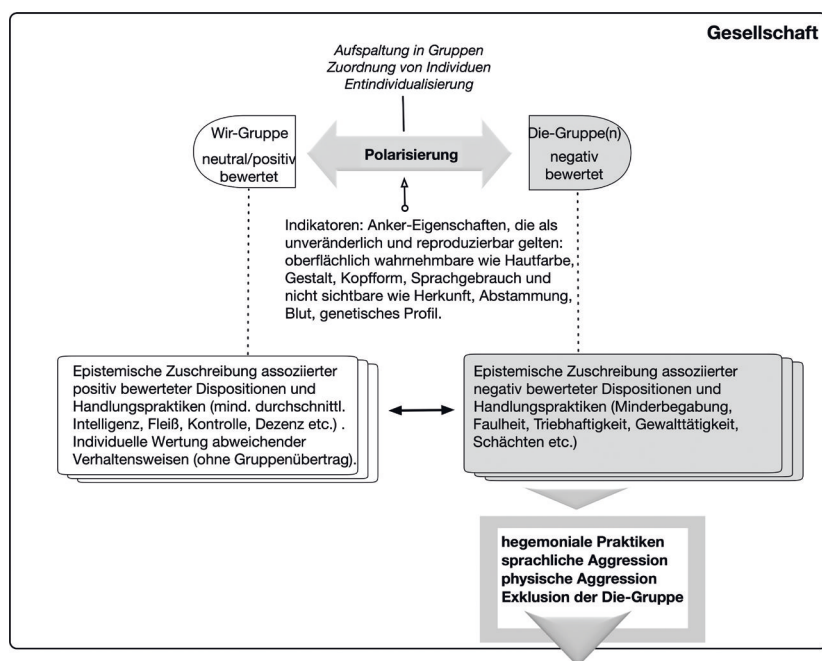 Gesellschaft
Aufspaltung in Gruppen
Zuordnung von Individuen
Entindividualisierung
Wir-Gruppe
neutral/positiv
bewertet
Polarisierung
Die-Gruppe(n)
negativ
bewertet
Indikatoren: Anker-Eigenschaften, die als
unveränderlich und reproduzierbar gelten:
oberflächlich wahrnehmbare wie Hautfarbe,
Gestalt, Kopfform, Sprachgebrauch und
nicht sichtbare wie Herkunft, Abstammung,
Blut, genetisches Profil.
Epistemische Zuschreibung assoziierter
positiv bewerteter Dispositionen und
Handlungspraktiken (mind. durchschnittl.
Intelligenz, Fleiß, Kontrolle, Dezenz etc.) .
Individuelle Wertung abweichender
Verhaltensweisen (ohne Gruppenübertrag).
Epistemische Zuschreibung assoziierter
negativ bewerteter Dispositionen und
Handlungspraktiken (Minderbegabung,
Faulheit, Triebhaftigkeit, Gewalttätigkeit,
Schächten etc.)
hegemoniale Praktiken
sprachliche Aggression
physische Aggression
Exklusion der Die-Gruppe